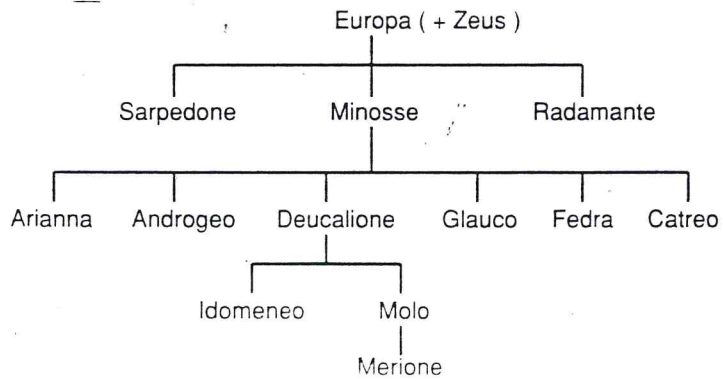 Europa ( + Zeus )
Sarpedone Minosse Radamante
Arianna Androgeo Deucalione Glauco Fedra Catreo
Idomeneo Molo
Merione